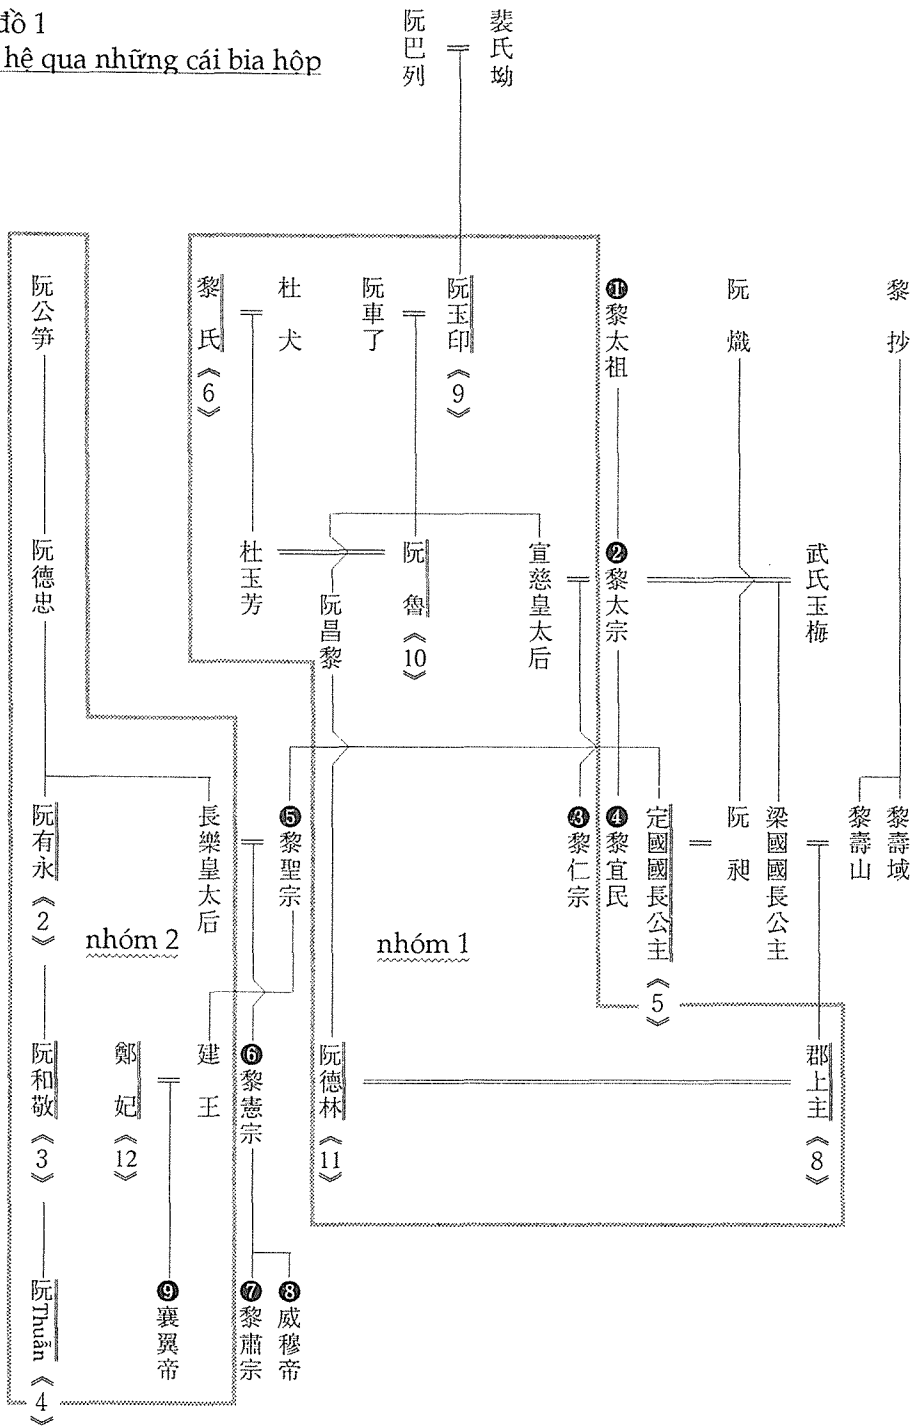 đồ 1
hệ qua những cái bia hộp
裴氏坳
阮巴列
黎抄
阮熾
❶黎太祖
阮玉印《9》
阮車了
杜犬
黎氏《6》
阮公笋
武氏玉梅
❷黎太宗
宣慈皇太后
阮魯《10》
阮昌黎
杜玉芳
阮德忠
黎壽域
黎壽山
梁國國長公主
阮昶
定國國長公主《5》
❹黎宜民
❸黎仁宗
❺黎聖宗
長樂皇太后
阮有永《2》
nhóm 2
nhóm 1
郡上主《8》
阮德林《11》
❻黎憲宗
建王
鄭妃《12》
阮和敬《3》
❽威穆帝
❼黎肅宗
❾襄翼帝
阮Thuẫn《4》